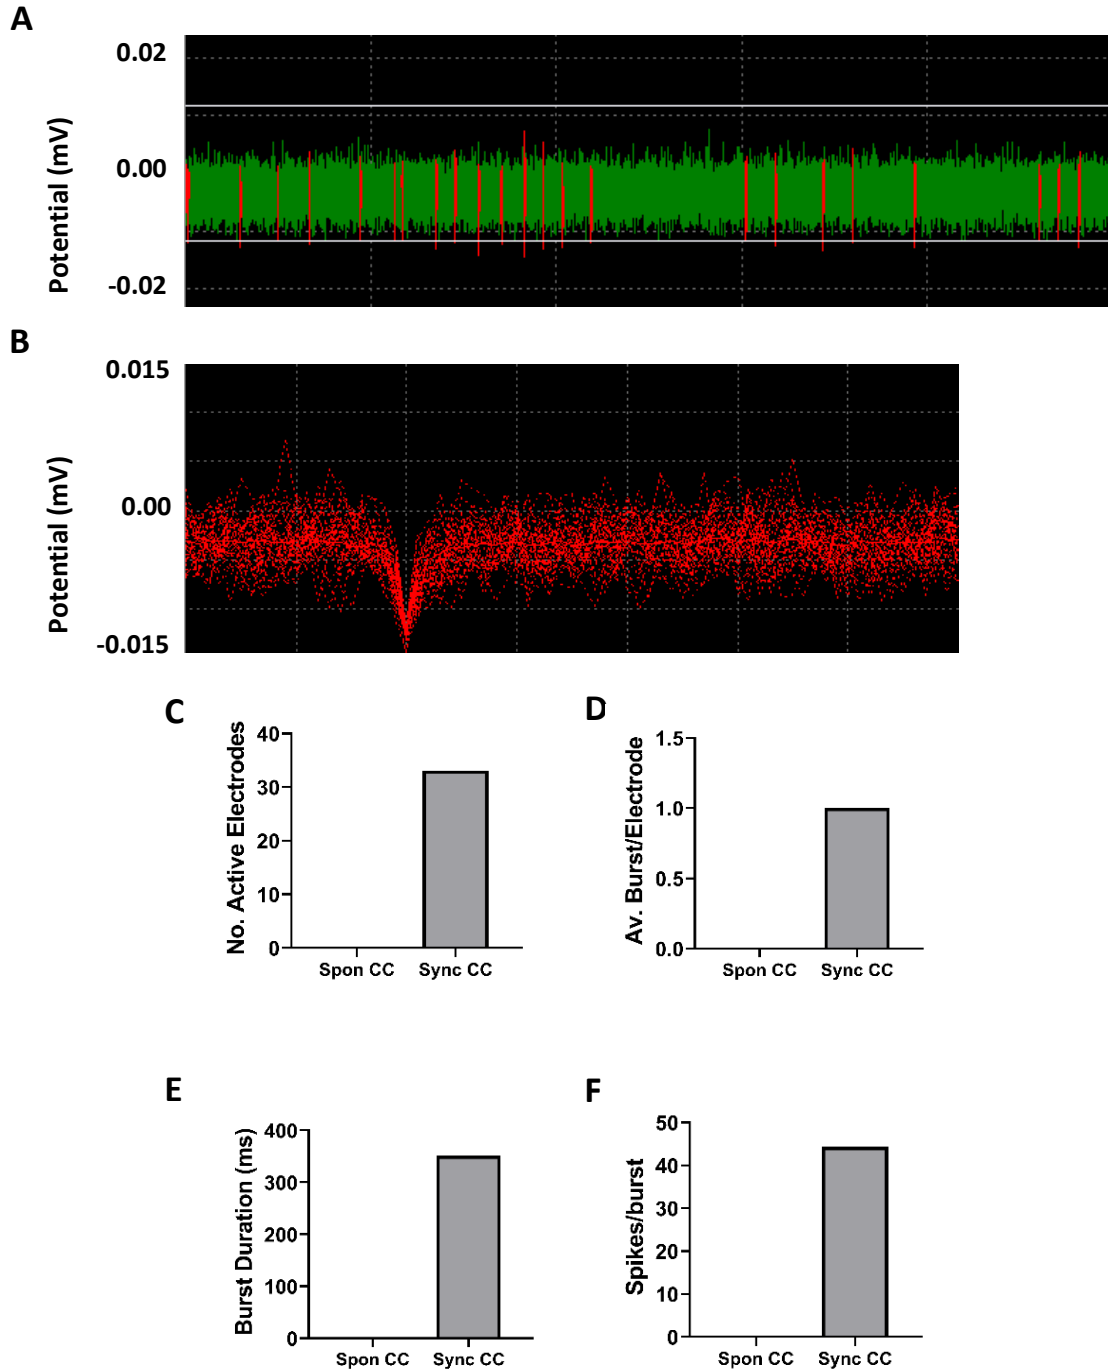 A
0.02
0.00
-0.02
Potential (mV)
B
0.015
0.00
-0.015
Potential (mV)
C
No. Active Electrodes
40
30
20
10
0
Spon CC
Sync CC
D
Av. Burst/Electrode
1.5
1.0
0.5
0.0
Spon CC
Sync CC
E
Burst Duration (ms)
400
300
200
100
0
Spon CC
Sync CC
F
Spikes/burst
50
40
30
20
10
0
Spon CC
Sync CC